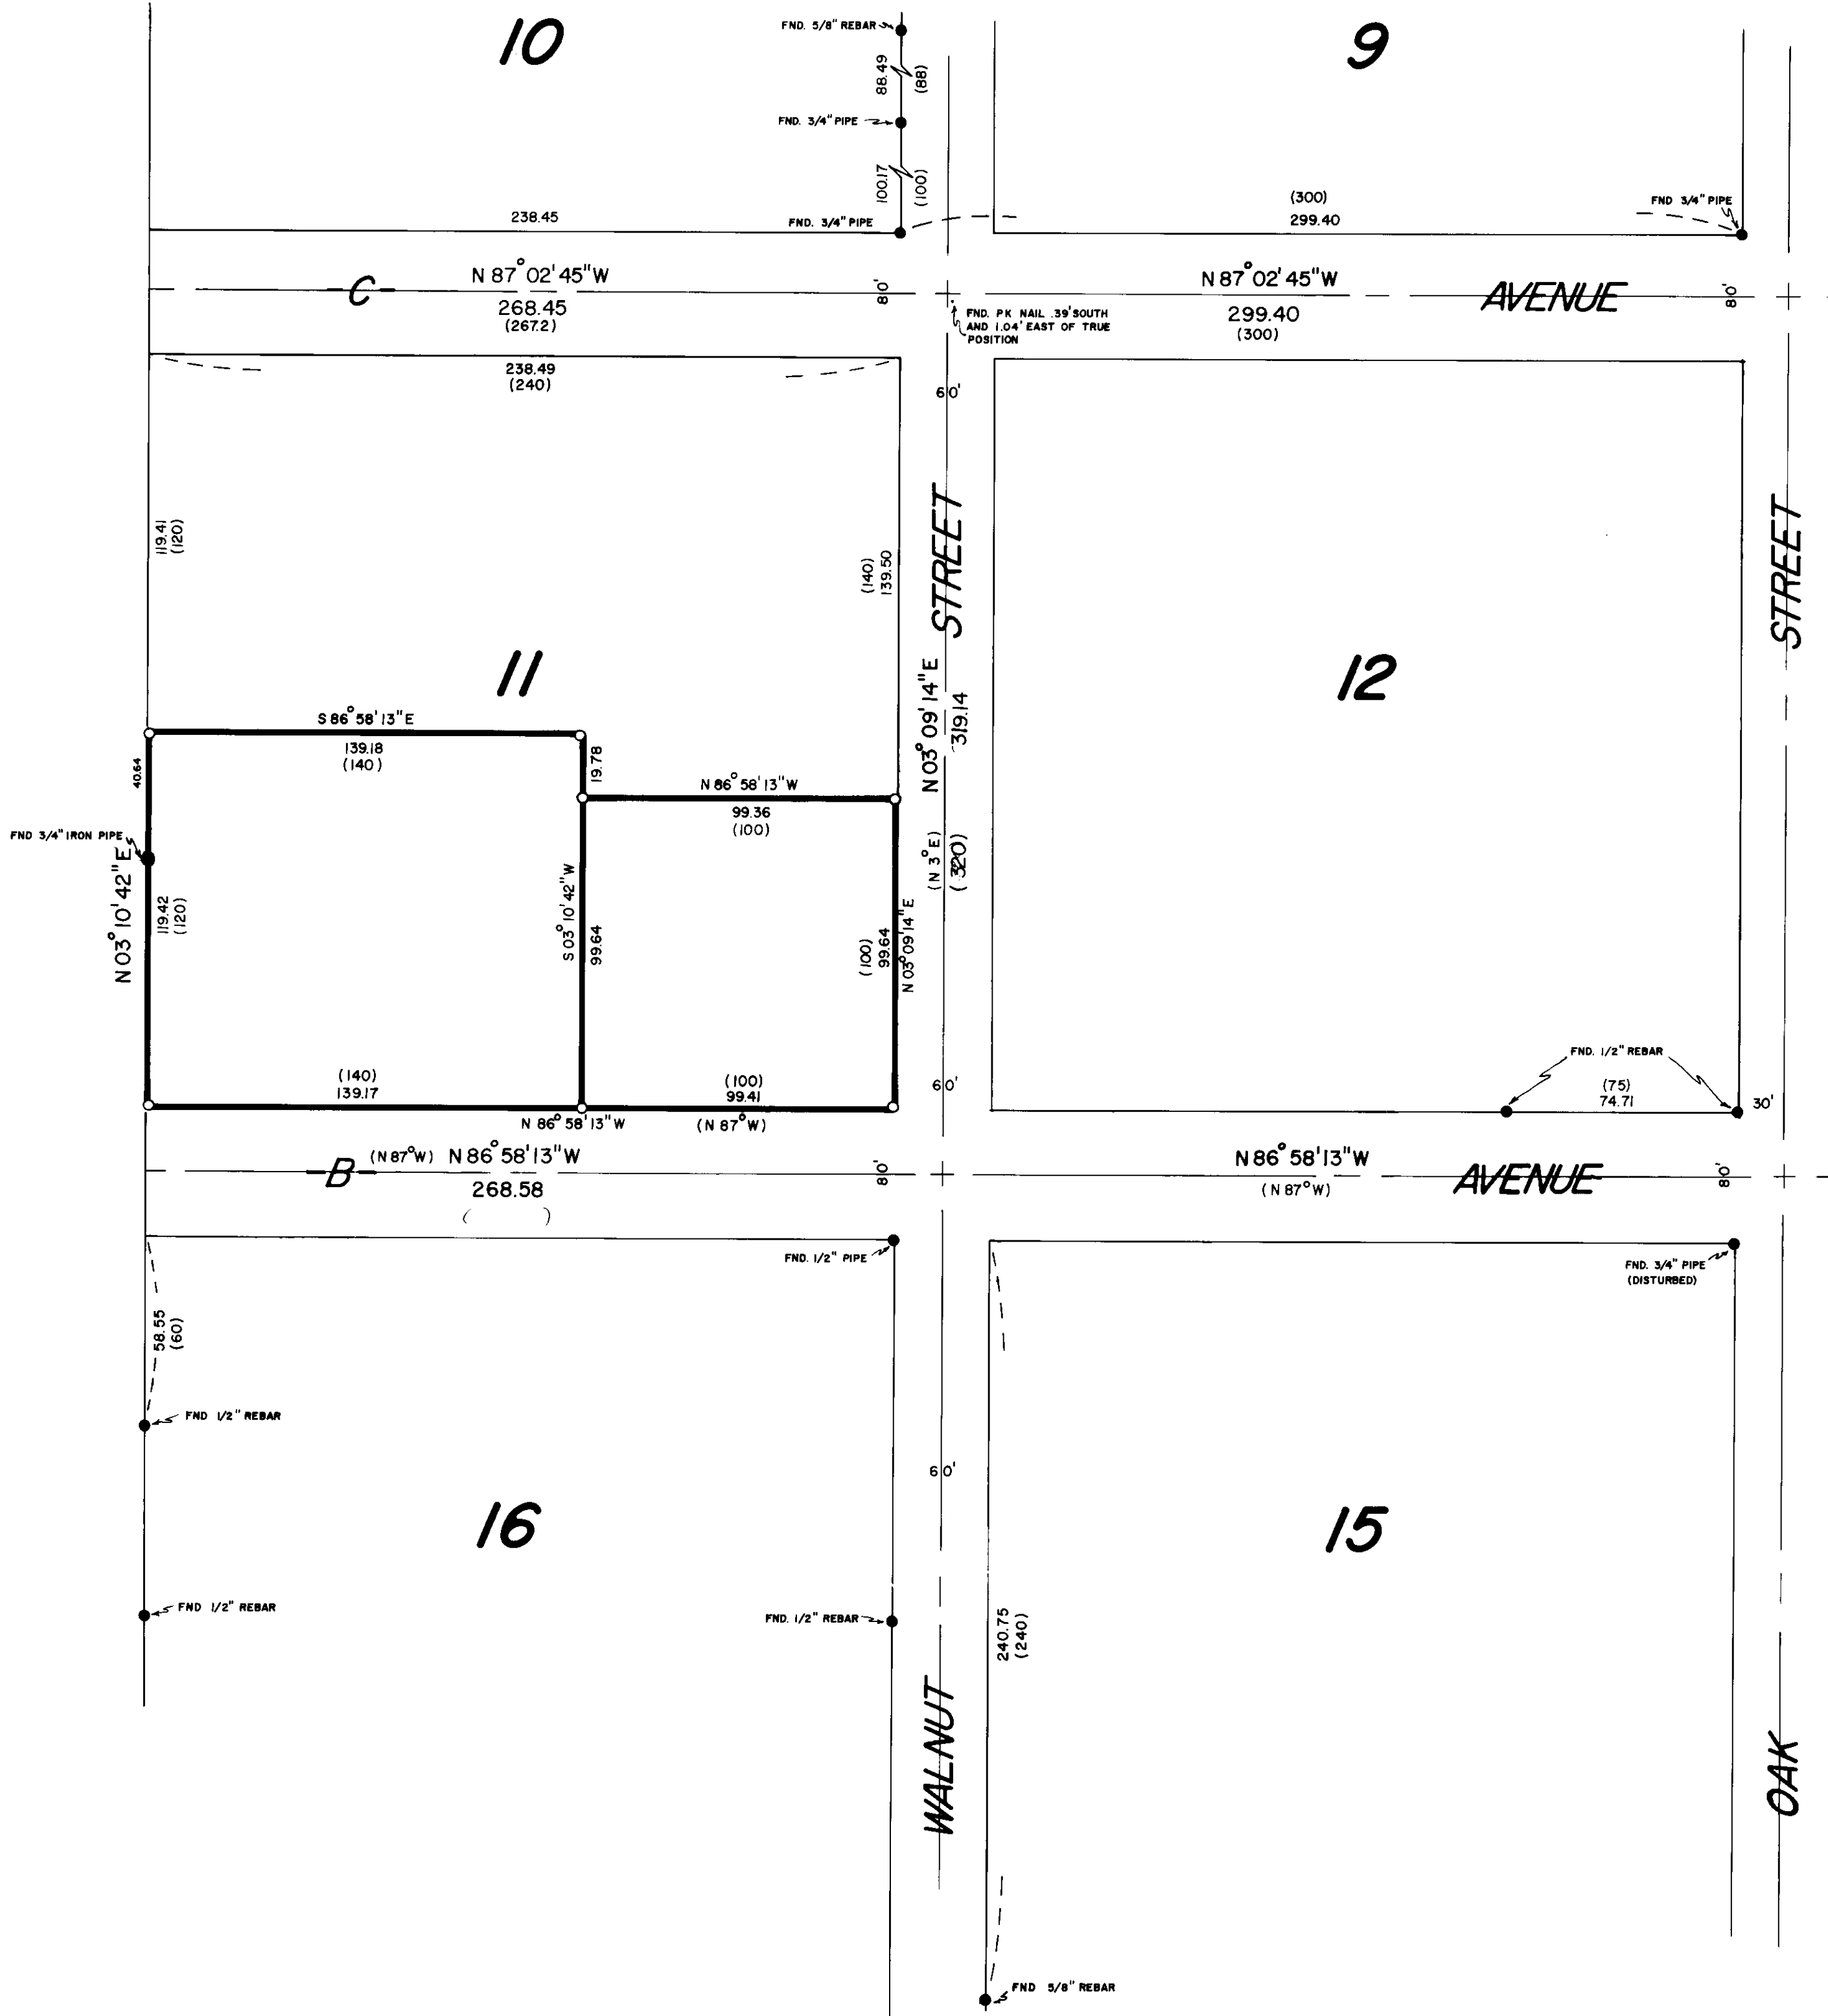 10
9
FND. 5/8" REBAR
88.49
(88)
FND. 3/4" PIPE
100.17
(100)
238.45
FND. 3/4" PIPE
(300)
299.40
FND 3/4" PIPE
N 87° 02' 45" W
C
268.45
(267.2)
80'
N 87° 02' 45" W
299.40
(300)
AVENUE
80'
FND. PK NAIL .39' SOUTH
AND 1.04' EAST OF TRUE
POSITION
238.49
(240)
60'
119.41
(120)
(140)
139.50
STREET
STREET
11
12
N 03° 09' 14" E
319.14
(N 3° E)
(320)
S 86° 58' 13" E
139.18
(140)
40.64
19.78
N 86° 58' 13" W
99.36
(100)
FND 3/4" IRON PIPE
N 03° 10' 42" E
119.42
(120)
S 03° 10' 42" W
99.64
(100)
99.64
N 03° 09' 14" E
(140)
139.17
(100)
99.41
60'
FND. 1/2" REBAR
(75)
74.71
30'
N 86° 58' 13" W
(N 87° W)
B
(N 87° W) N 86° 58' 13" W
268.58
( )
80'
N 86° 58' 13" W
(N 87° W)
AVENUE
80'
FND. 1/2" PIPE
FND. 3/4" PIPE
(DISTURBED)
58.55
(60)
FND 1/2" REBAR
60'
16
15
FND 1/2" REBAR
FND. 1/2" REBAR
240.75
(240)
WALNUT
OAK
FND 5/8" REBAR